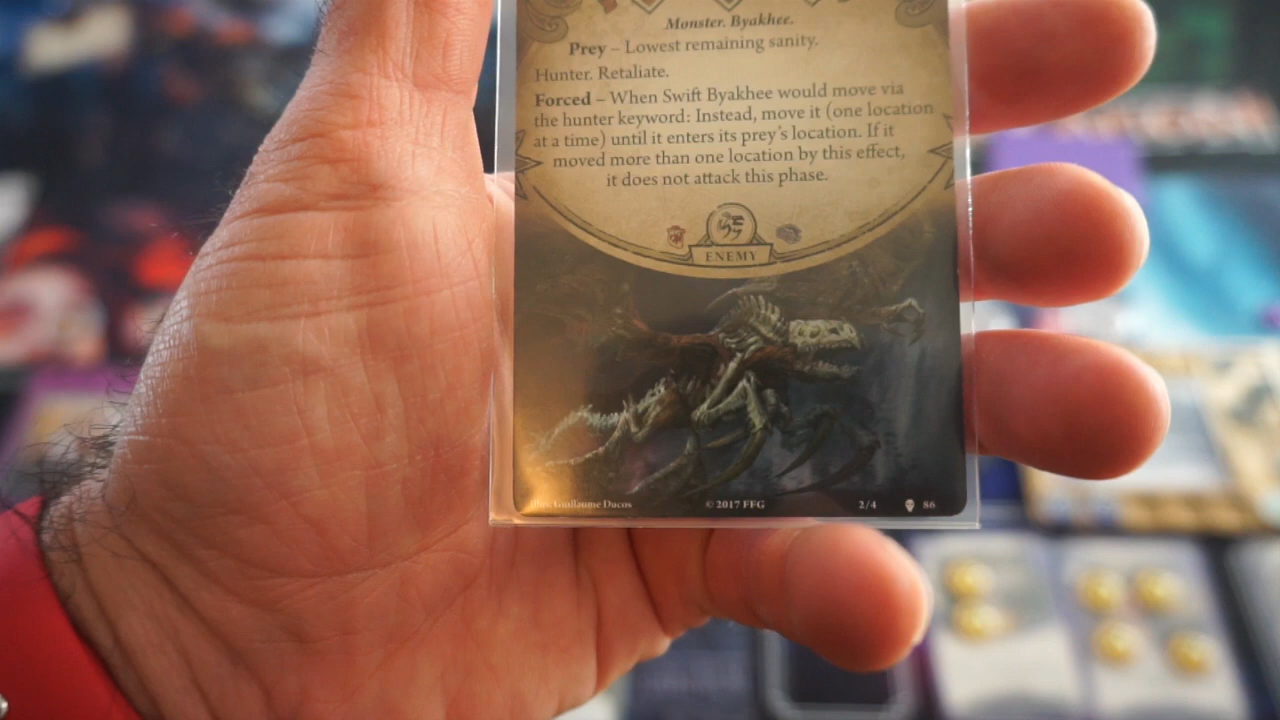 Monster. Byakhee.
Prey – Lowest remaining sanity.
Hunter. Retaliate.
Forced – When Swift Byakhee would move via
the hunter keyword: Instead, move it (one location
at a time) until it enters its prey's location. If it
moved more than one location by this effect,
it does not attack this phase.
ENEMY
Illus. Guillaume Ducos
©2017 FFG
2/4
86